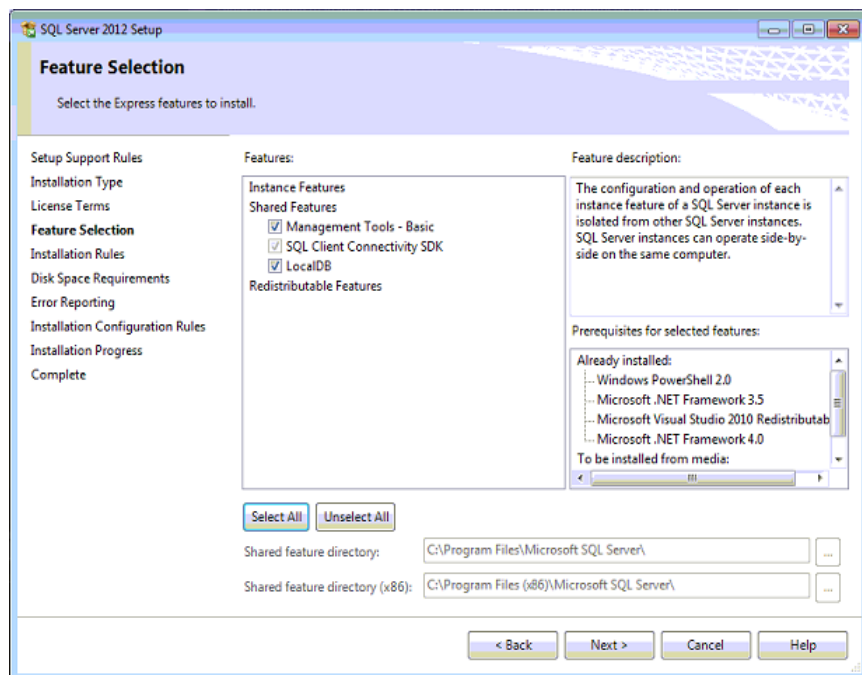 SQL Server 2012 Setup
Feature Selection
Select the Express features to install.
Setup Support Rules
Installation Type
License Terms
Feature Selection
Installation Rules
Disk Space Requirements
Error Reporting
Installation Configuration Rules
Installation Progress
Complete
Features:
Instance Features
Shared Features
Management Tools - Basic
SQL Client Connectivity SDK
LocalDB
Redistributable Features
Feature description:
The configuration and operation of each
instance feature of a SQL Server instance is
isolated from other SQL Server instances.
SQL Server instances can operate side-by-
side on the same computer.
Prerequisites for selected features:
Already installed:
Windows PowerShell 2.0
Microsoft .NET Framework 3.5
Microsoft Visual Studio 2010 Redistributab
Microsoft .NET Framework 4.0
To be installed from media:
Select All
Unselect All
Shared feature directory:
C:\Program Files\Microsoft SQL Server\
...
Shared feature directory (x86):
C:\Program Files (x86)\Microsoft SQL Server\
...
< Back
Next >
Cancel
Help